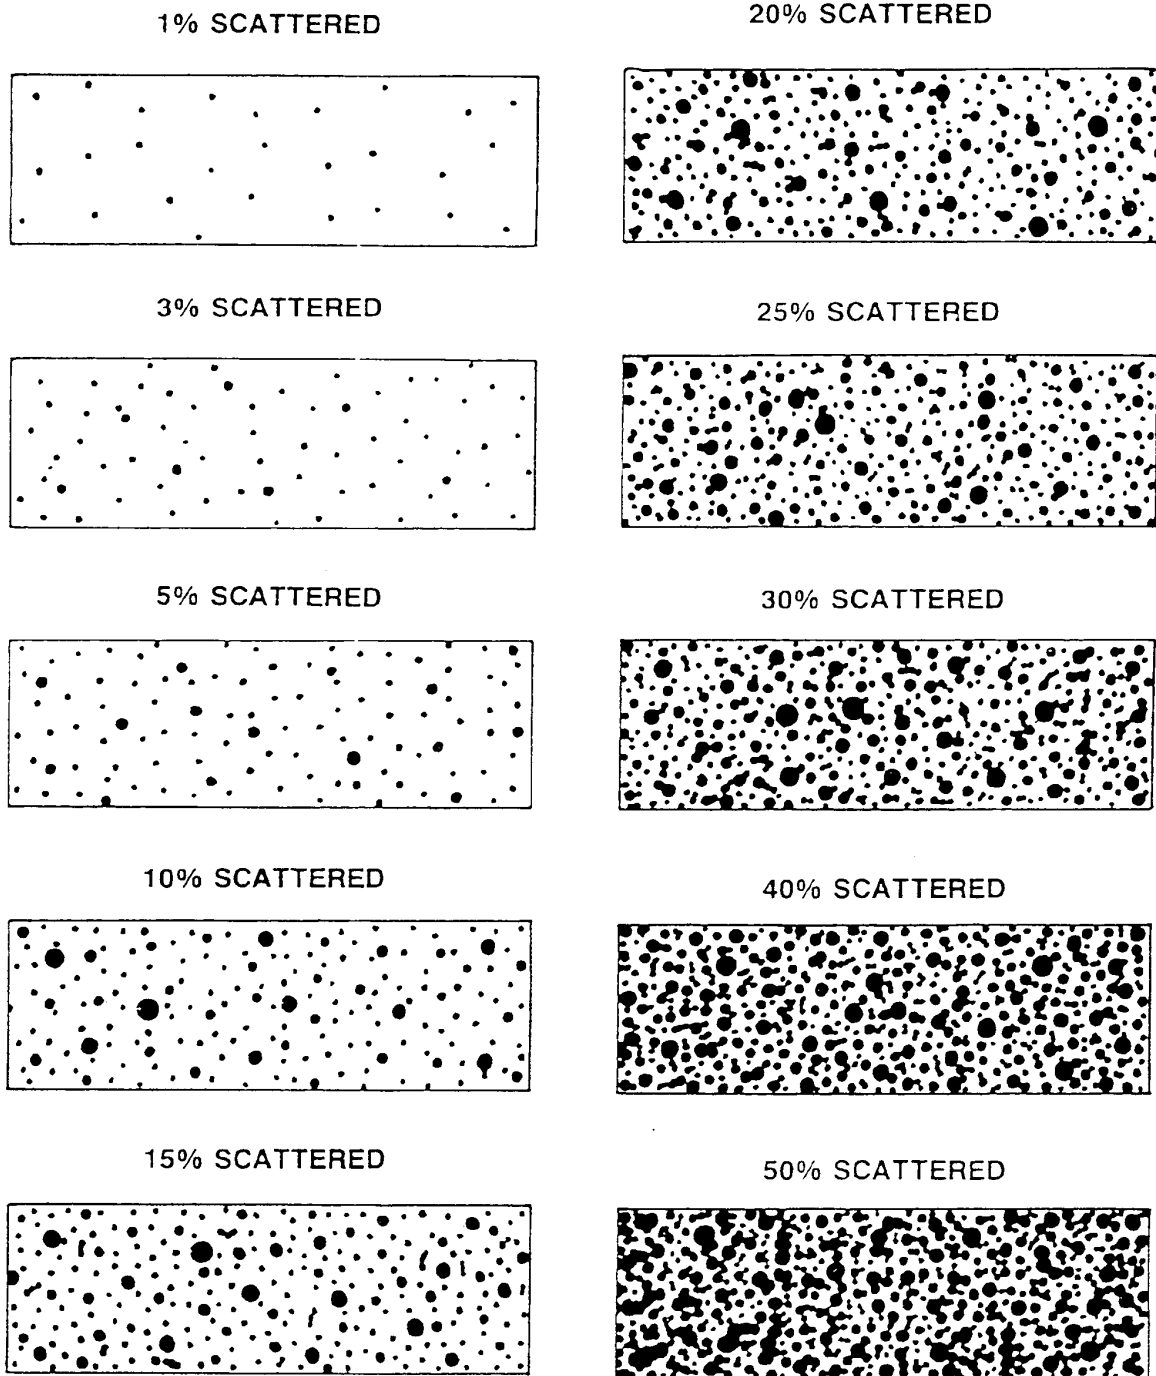 1% SCATTERED
20% SCATTERED
3% SCATTERED
25% SCATTERED
5% SCATTERED
30% SCATTERED
10% SCATTERED
40% SCATTERED
15% SCATTERED
50% SCATTERED